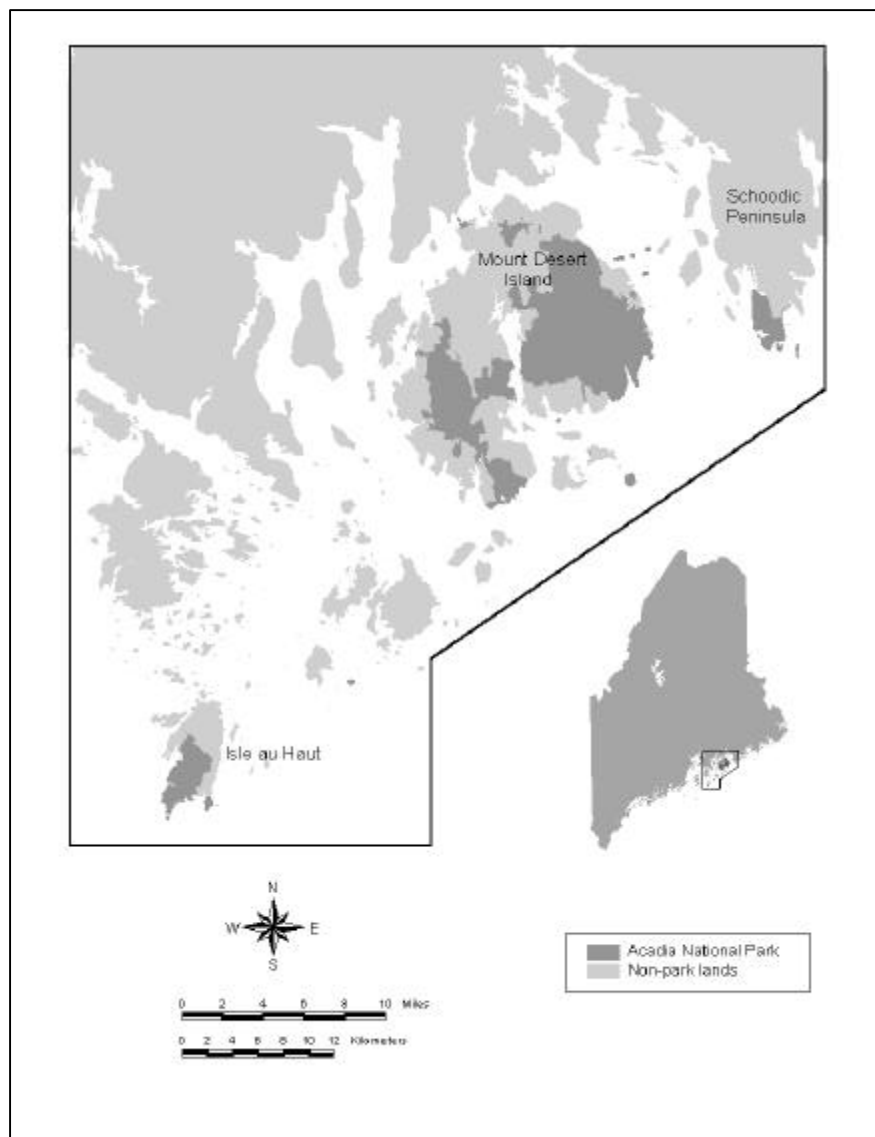 Schoodic
Peninsula
Mount Desert
Island
Isle au Haut
N
W E
S
Acadia National Park
Non-park lands
0 2 4 6 8 10 Miles
0 2 4 6 8 10 12 Kilometers